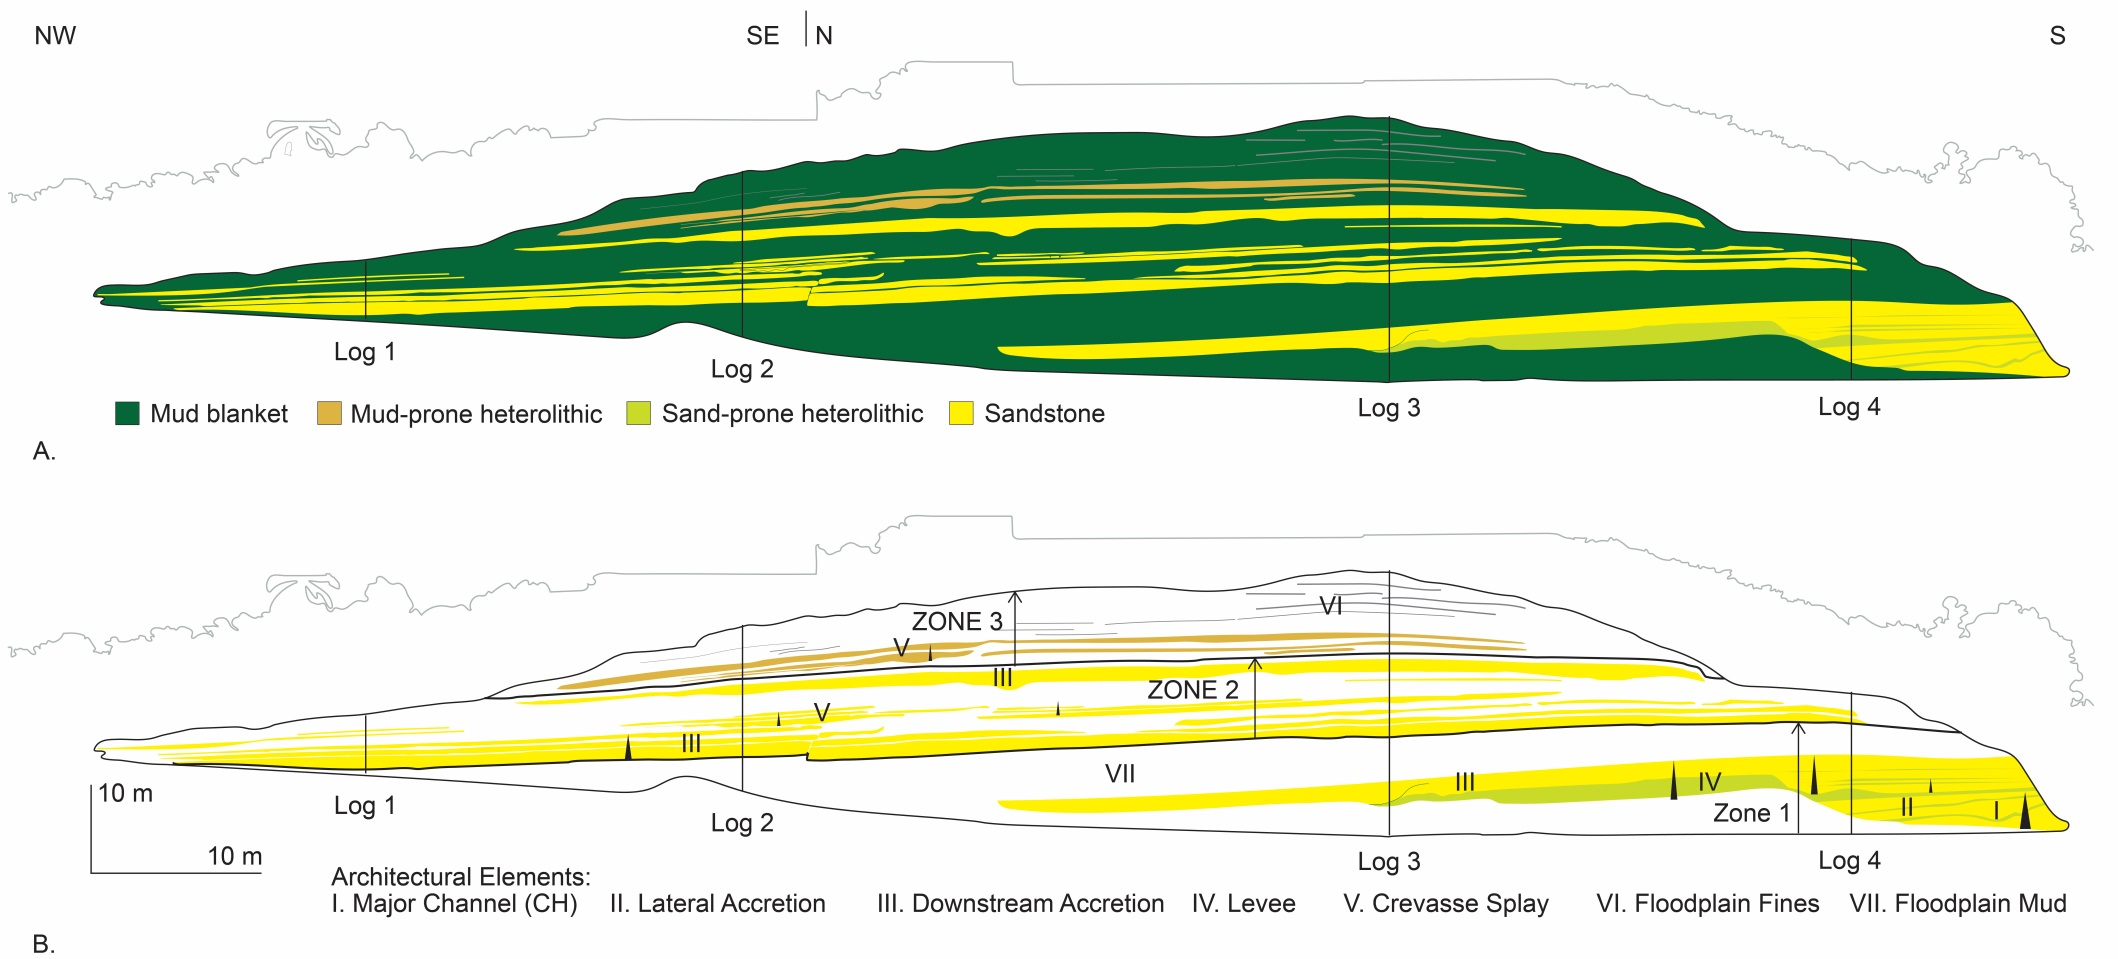 NW SE N S
Log 1 Log 2 Log 3 Log 4
Mud blanket Mud-prone heterolithic Sand-prone heterolithic Sandstone
A.
ZONE 3 VI
V
III
ZONE 2
V
III
VII III IV
Zone 1 II I
10 m
Log 1 Log 2 Log 3 Log 4
10 m
Architectural Elements:
I. Major Channel (CH) II. Lateral Accretion III. Downstream Accretion IV. Levee V. Crevasse Splay VI. Floodplain Fines VII. Floodplain Mud
B.